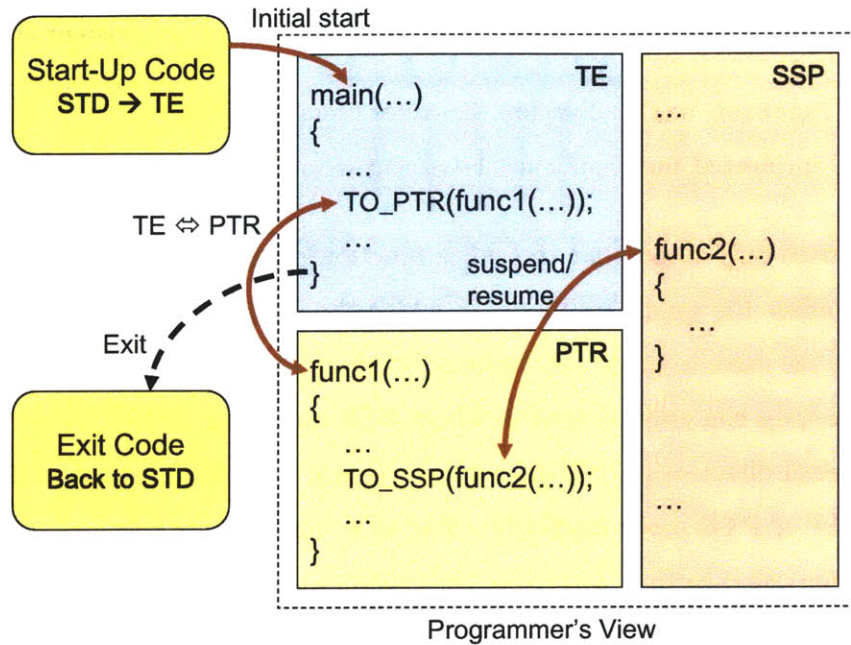 Initial start
Start-Up Code
STD → TE
TE
main(...)
{
...
TO_PTR(func1(...));
...
}
TE ⇔ PTR
suspend/
resume
Exit
Exit Code
Back to STD
PTR
func1(...)
{
...
TO_SSP(func2(...));
...
}
SSP
...
func2(...)
{
...
}
...
Programmer's View